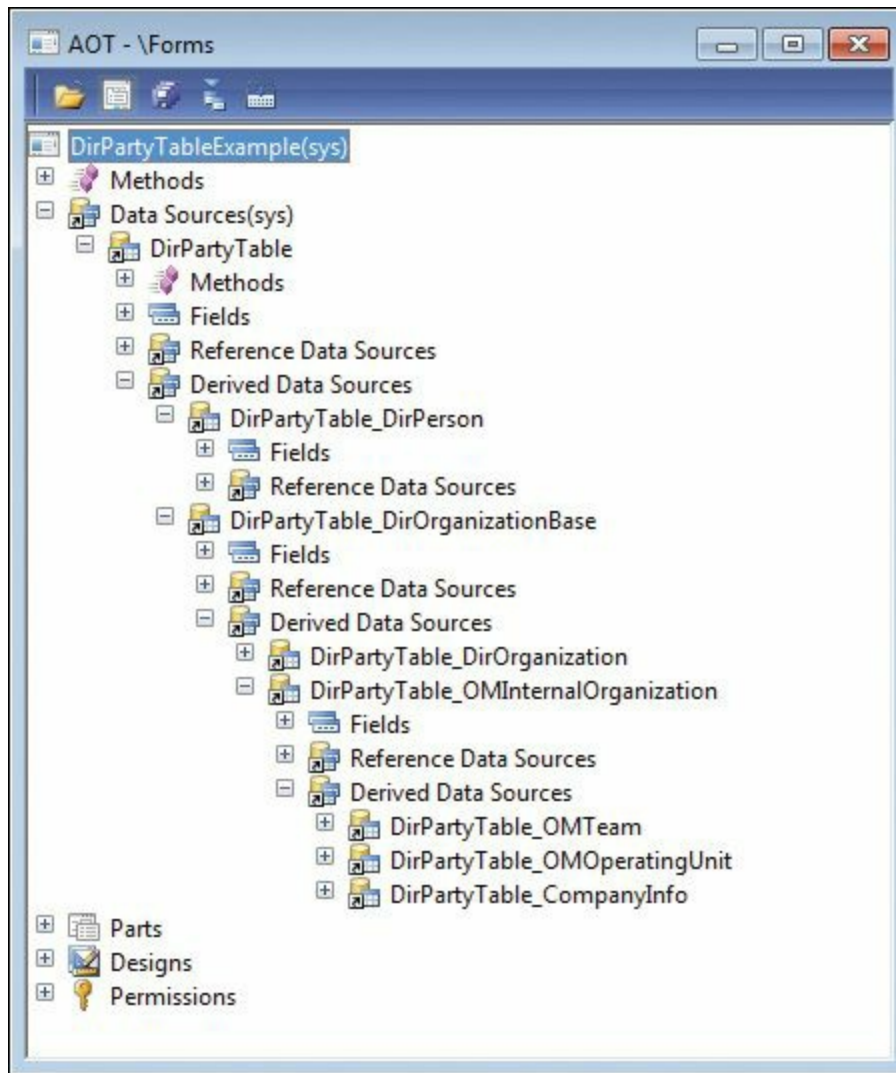 AOT - \Forms
DirPartyTableExample(sys)
Methods
Data Sources(sys)
DirPartyTable
Methods
Fields
Reference Data Sources
Derived Data Sources
DirPartyTable_DirPerson
Fields
Reference Data Sources
DirPartyTable_DirOrganizationBase
Fields
Reference Data Sources
Derived Data Sources
DirPartyTable_DirOrganization
DirPartyTable_OMInternalOrganization
Fields
Reference Data Sources
Derived Data Sources
DirPartyTable_OMTeam
DirPartyTable_OMOperatingUnit
DirPartyTable_CompanyInfo
Parts
Designs
Permissions